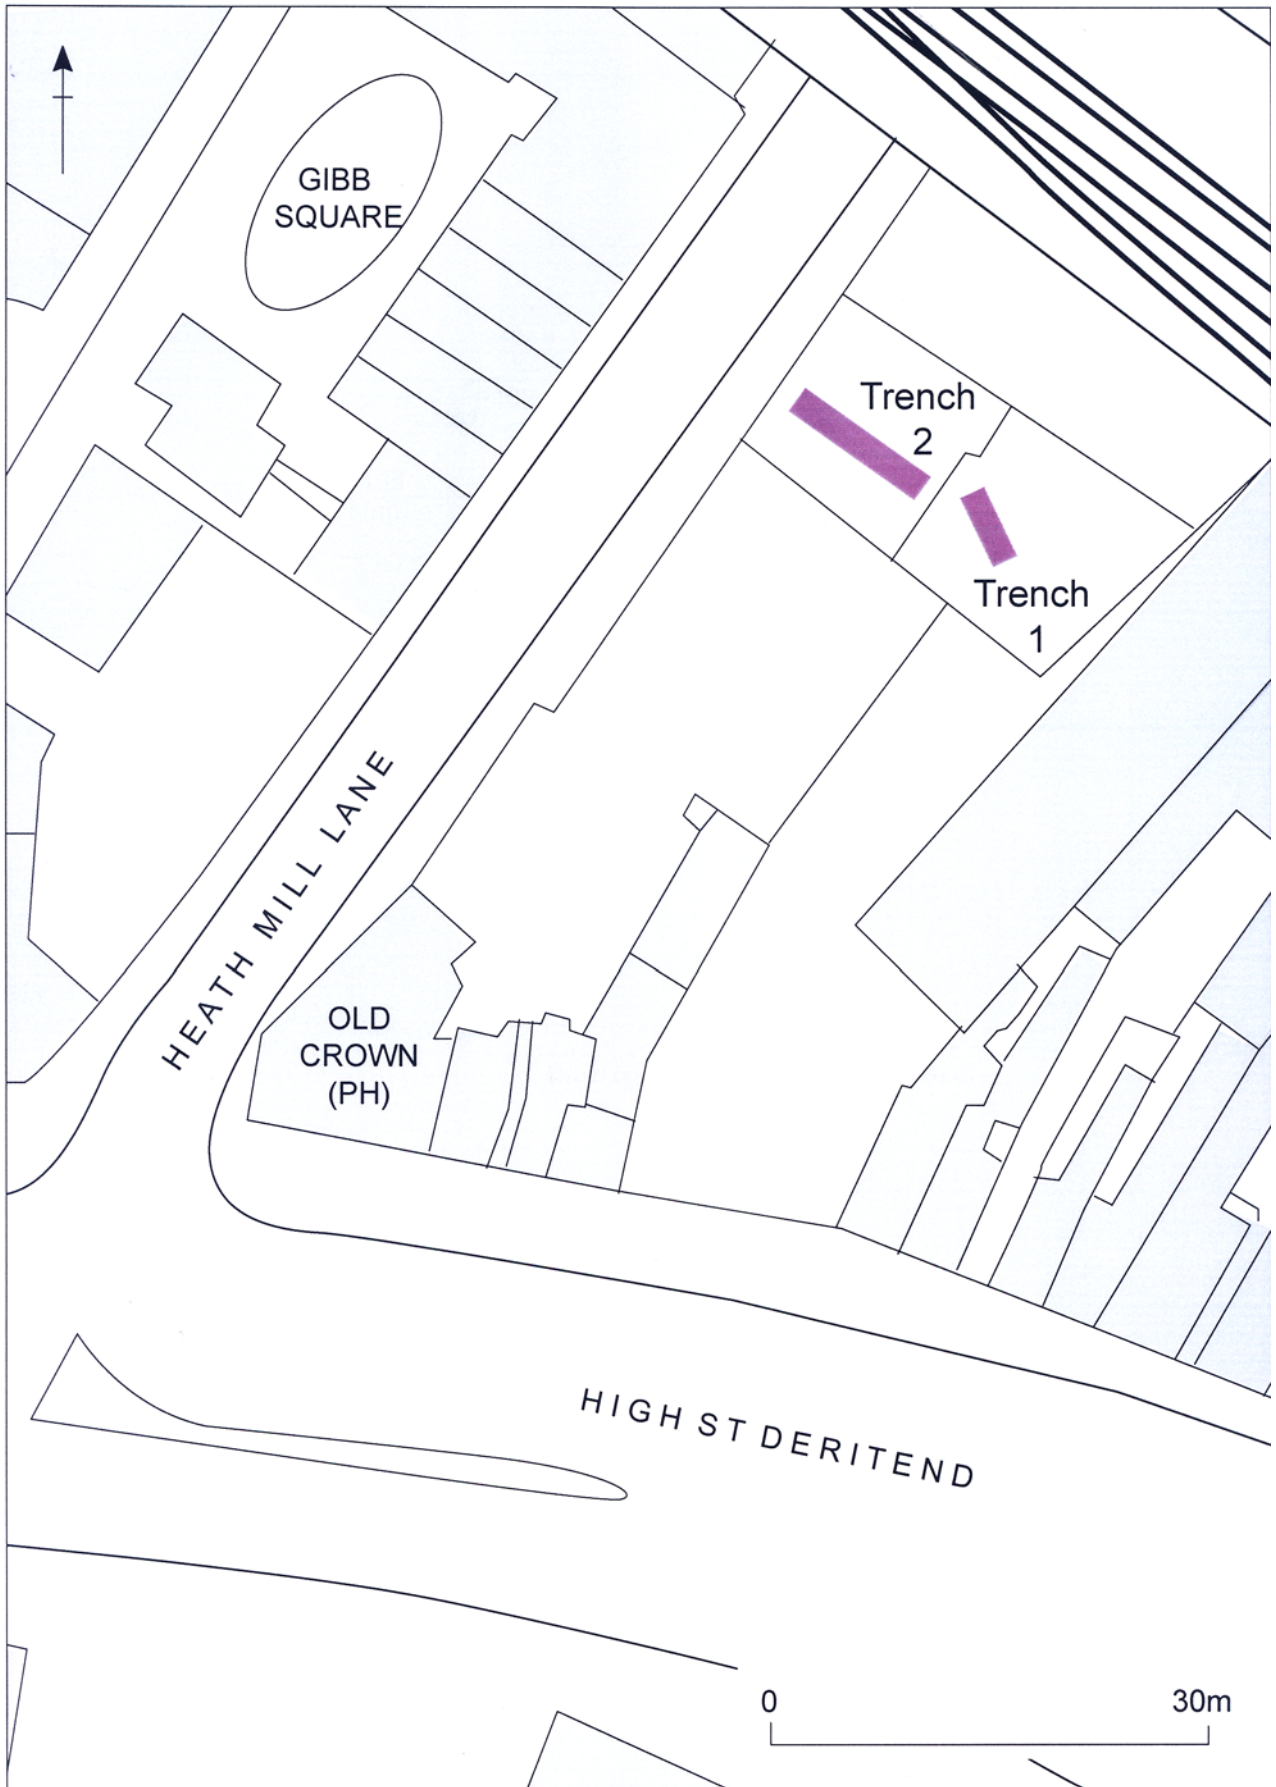 GIBB
SQUARE
Trench
2
Trench
1
HEATH MILL LANE
OLD
CROWN
(PH)
HIGH ST DERITEND
0 30m